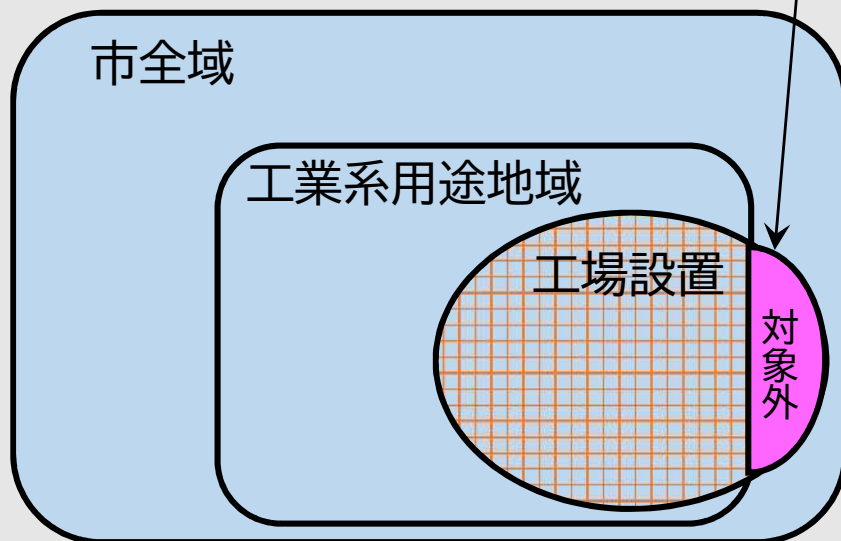 市全域
工業系用途地域
工場設置
対象外